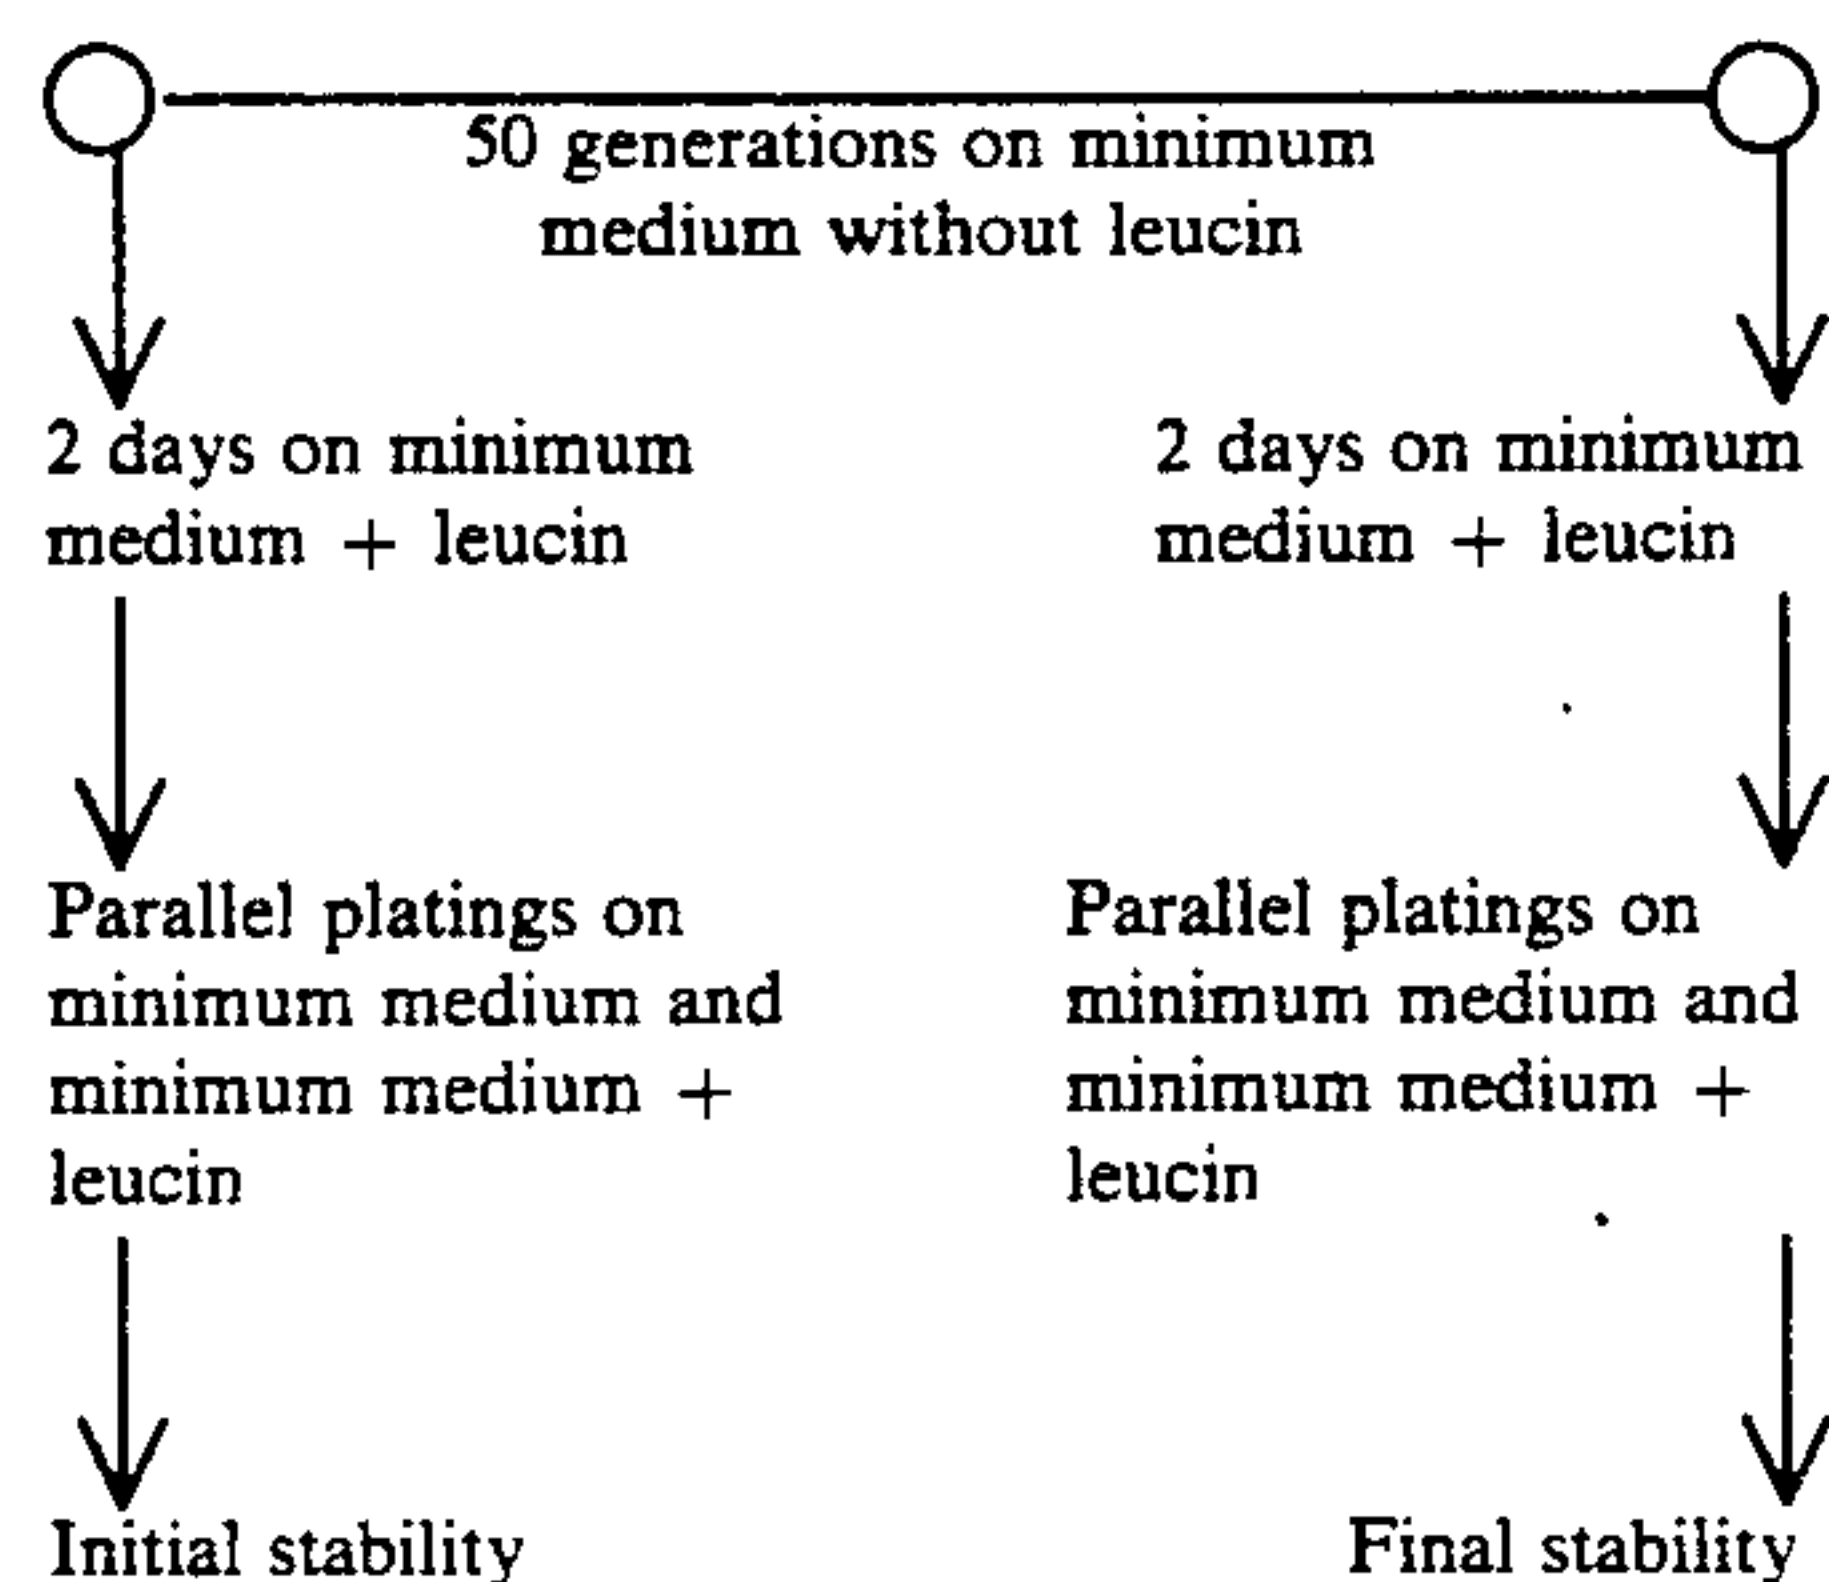 50 generations on minimum
medium without leucin
2 days on minimum
medium + leucin
2 days on minimum
medium + leucin
Parallel platings on
minimum medium and
minimum medium +
leucin
Parallel platings on
minimum medium and
minimum medium +
leucin
Initial stability
Final stability